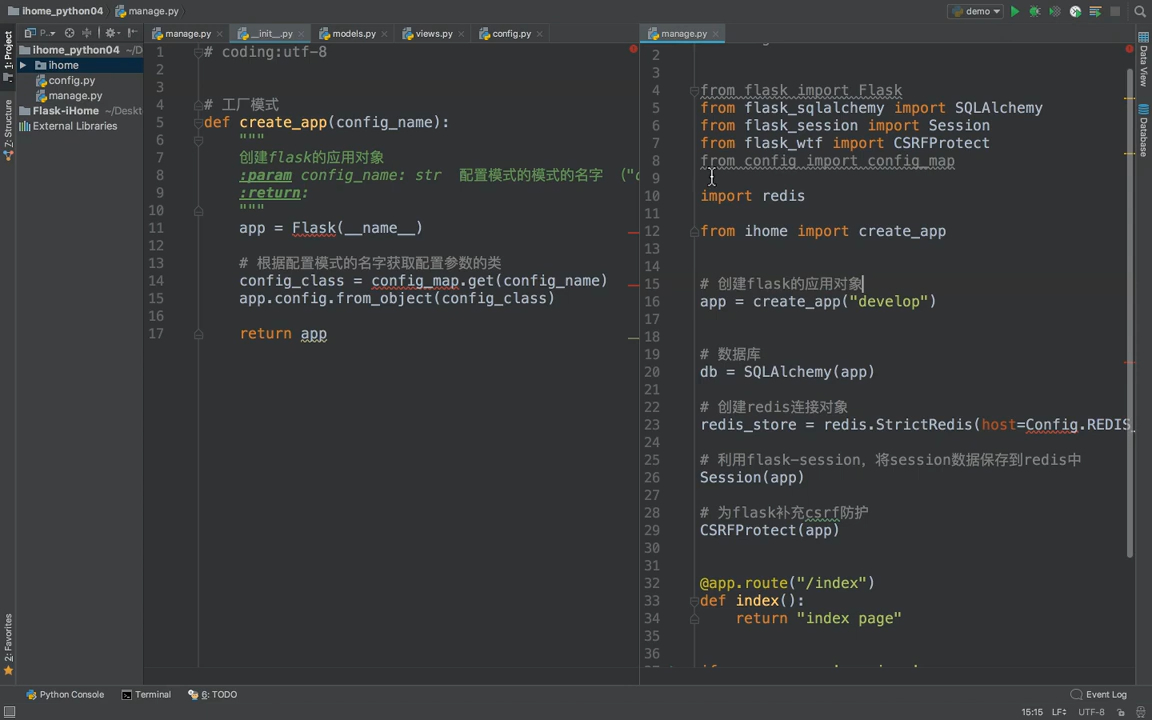 ihome_python04 manage.py
demo
P..
manage.py __init__.py models.py views.py config.py
manage.py
1: Project
ihome_python04 ~/D
ihome
config.py
manage.py
Flask-iHome ~/Deskt
External Libraries
Z: Structure
2: Favorites
Data View
Database
1 # coding:utf-8
2
3
4 # 工厂模式
5 def create_app(config_name):
6 """
7 创建flask的应用对象
8 :param config_name: str 配置模式的模式的名字 ("d
9 :return:
10 """
11 app = Flask(__name__)
12
13 # 根据配置模式的名字获取配置参数的类
14 config_class = config_map.get(config_name)
15 app.config.from_object(config_class)
16
17 return app
2
3
4 from flask import Flask
5 from flask_sqlalchemy import SQLAlchemy
6 from flask_session import Session
7 from flask_wtf import CSRFProtect
8 from config import config_map
9
10 import redis
11
12 from ihome import create_app
13
14
15 # 创建flask的应用对象
16 app = create_app("develop")
17
18
19 # 数据库
20 db = SQLAlchemy(app)
21
22 # 创建redis连接对象
23 redis_store = redis.StrictRedis(host=Config.REDIS_
24
25 # 利用flask-session, 将session数据保存到redis中
26 Session(app)
27
28 # 为flask补充csrf防护
29 CSRFProtect(app)
30
31
32 @app.route("/index")
33 def index():
34 return "index page"
35
36
Python Console Terminal 6: TODO Event Log
15:15 LF UTF-8